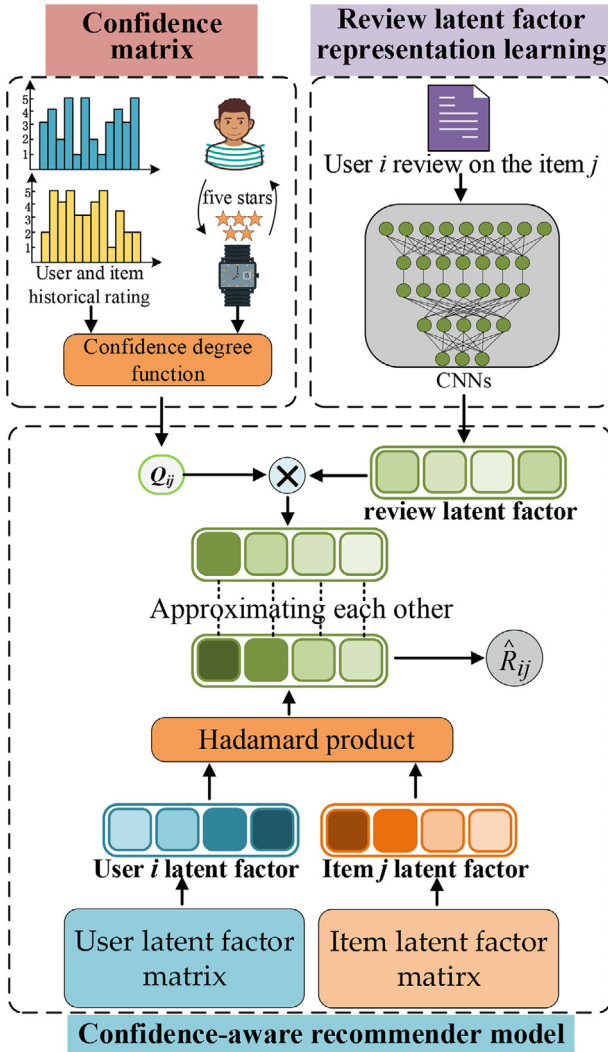 Confidence
matrix
Review latent factor
representation learning
5
4
3
2
1
5
4
3
2
1
User and item
historical rating
five stars
Confidence degree
function
User i review on the item j
CNNs
Q_ij
×
review latent factor
Approximating each other
R̂_ij
Hadamard product
User i latent factor
Item j latent factor
User latent factor
matrix
Item latent factor
matirx
Confidence-aware recommender model